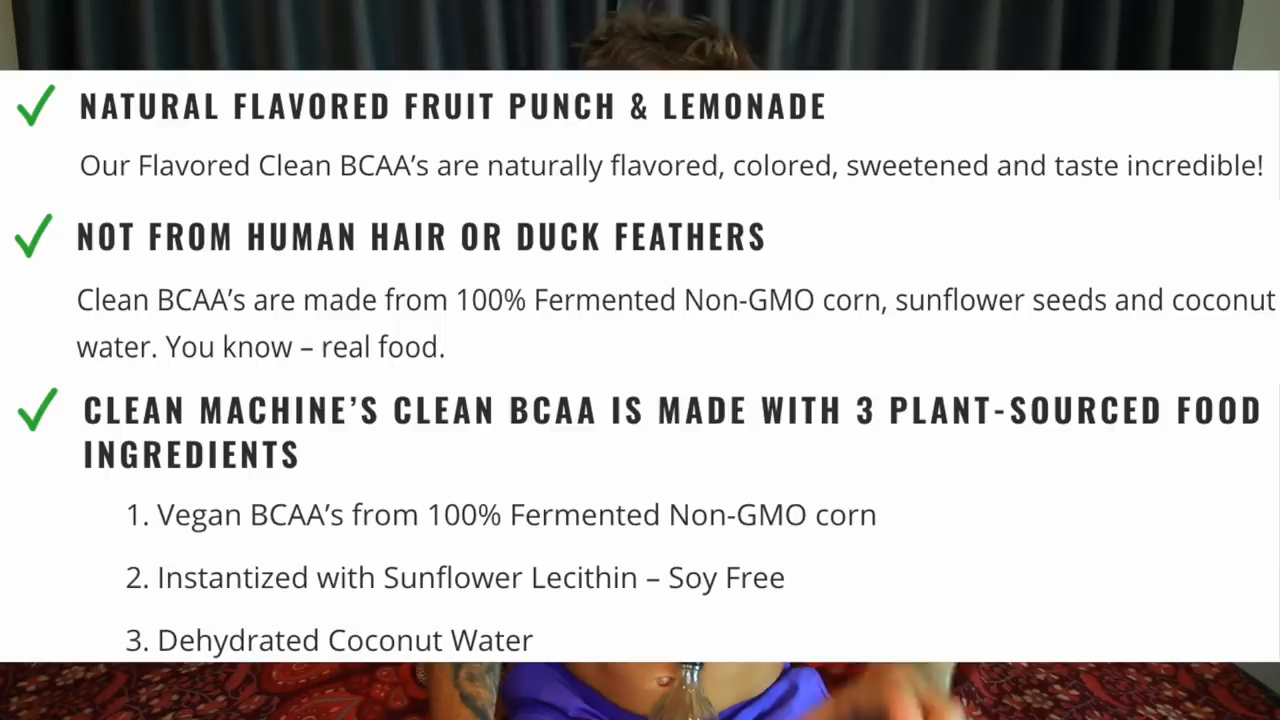 NATURAL FLAVORED FRUIT PUNCH & LEMONADE
Our Flavored Clean BCAA's are naturally flavored, colored, sweetened and taste incredible!
NOT FROM HUMAN HAIR OR DUCK FEATHERS
Clean BCAA's are made from 100% Fermented Non-GMO corn, sunflower seeds and coconut
water. You know – real food.
CLEAN MACHINE'S CLEAN BCAA IS MADE WITH 3 PLANT-SOURCED FOOD
INGREDIENTS
1. Vegan BCAA's from 100% Fermented Non-GMO corn
2. Instantized with Sunflower Lecithin – Soy Free
3. Dehydrated Coconut Water